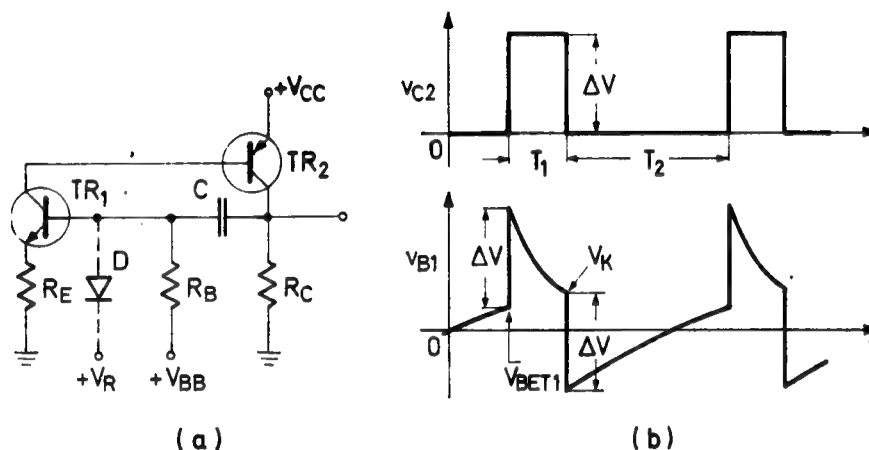 +VCC
TR2
TR1
C
D
RE
RB
RC
+VR
+VBB
(a)
vC2
ΔV
0
T1
T2
vB1
ΔV
VK
0
ΔV
VBET1
(b)